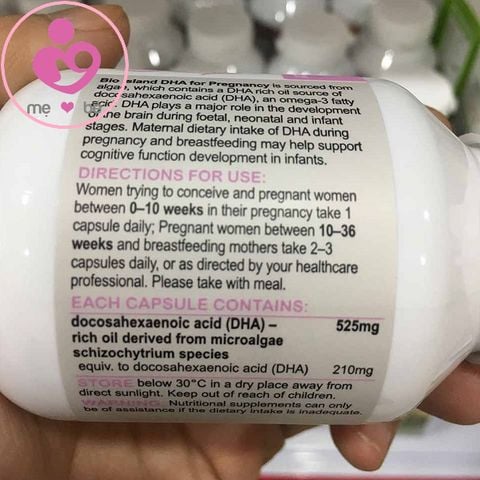 mẹ bé
Bio Island DHA for Pregnancy is sourced from
algae, which contains a DHA rich oil source of
docosahexaenoic acid (DHA), an omega-3 fatty
acid. DHA plays a major role in the development
of the brain during foetal, neonatal and infant
stages. Maternal dietary intake of DHA during
pregnancy and breastfeeding may help support
cognitive function development in infants.
DIRECTIONS FOR USE:
Women trying to conceive and pregnant women
between 0–10 weeks in their pregnancy take 1
capsule daily; Pregnant women between 10–36
weeks and breastfeeding mothers take 2–3
capsules daily, or as directed by your healthcare
professional. Please take with meal.
EACH CAPSULE CONTAINS:
docosahexaenoic acid (DHA) – 525mg
rich oil derived from microalgae
schizochytrium species
equiv. to docosahexaenoic acid (DHA) 210mg
STORE below 30°C in a dry place away from
direct sunlight. Keep out of reach of children.
WARNING: Nutritional supplements can only
be of assistance if the dietary intake is inadequate.